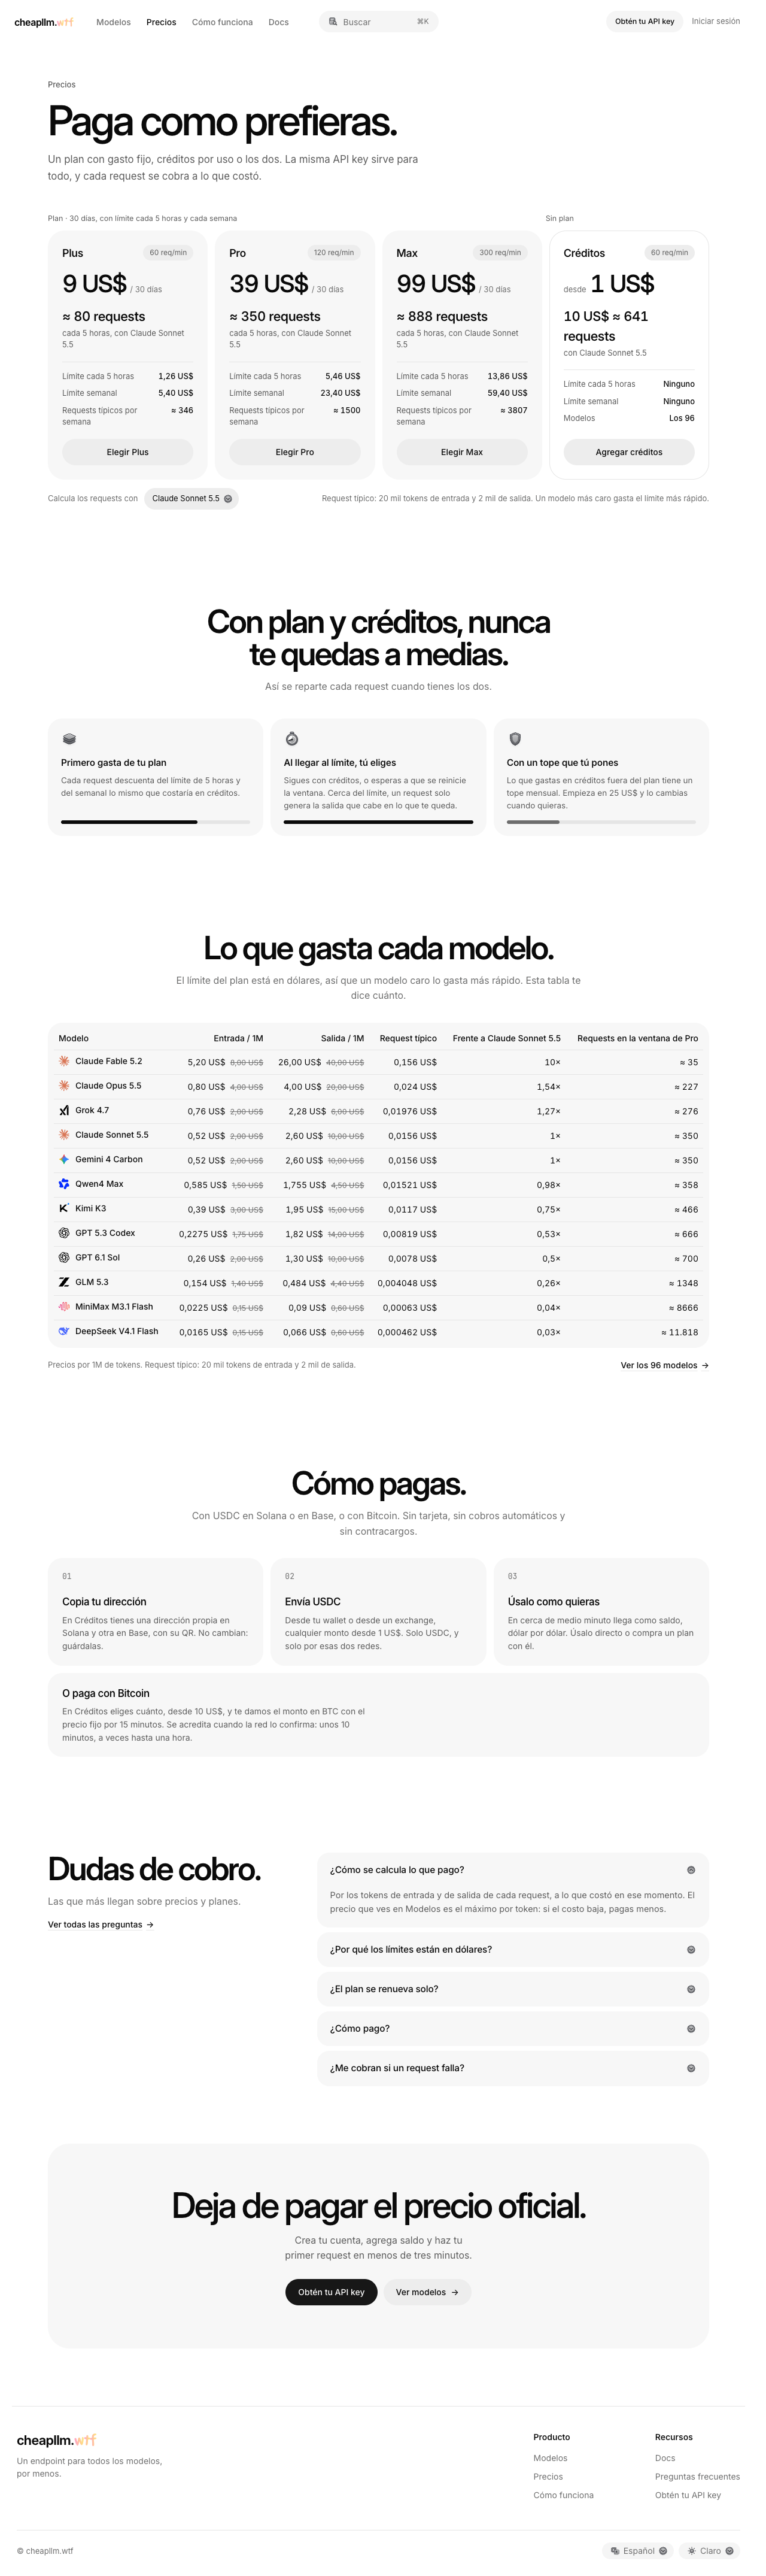 cheapllm.wtf
Modelos
Precios
Cómo funciona
Docs
Buscar
⌘K
Obtén tu API key
Iniciar sesión
Precios
Paga como prefieras.
Un plan con gasto fijo, créditos por uso o los dos. La misma API key sirve para
todo, y cada request se cobra a lo que costó.
Plan · 30 días, con límite cada 5 horas y cada semana
Sin plan
Plus
60 req/min
9 US$ / 30 días
≈ 80 requests
cada 5 horas, con Claude Sonnet
5.5
Límite cada 5 horas 1,26 US$
Límite semanal 5,40 US$
Requests típicos por ≈ 346
semana
Elegir Plus
Pro
120 req/min
39 US$ / 30 días
≈ 350 requests
cada 5 horas, con Claude Sonnet
5.5
Límite cada 5 horas 5,46 US$
Límite semanal 23,40 US$
Requests típicos por ≈ 1500
semana
Elegir Pro
Max
300 req/min
99 US$ / 30 días
≈ 888 requests
cada 5 horas, con Claude Sonnet
5.5
Límite cada 5 horas 13,86 US$
Límite semanal 59,40 US$
Requests típicos por ≈ 3807
semana
Elegir Max
Créditos
60 req/min
desde 1 US$
10 US$ ≈ 641
requests
con Claude Sonnet 5.5
Límite cada 5 horas Ninguno
Límite semanal Ninguno
Modelos Los 96
Agregar créditos
Calcula los requests con Claude Sonnet 5.5
Request típico: 20 mil tokens de entrada y 2 mil de salida. Un modelo más caro gasta el límite más rápido.
Con plan y créditos, nunca
te quedas a medias.
Así se reparte cada request cuando tienes los dos.
Primero gasta de tu plan
Cada request descuenta del límite de 5 horas y
del semanal lo mismo que costaría en créditos.
Al llegar al límite, tú eliges
Sigues con créditos, o esperas a que se reinicie
la ventana. Cerca del límite, un request solo
genera la salida que cabe en lo que te queda.
Con un tope que tú pones
Lo que gastas en créditos fuera del plan tiene un
tope mensual. Empieza en 25 US$ y lo cambias
cuando quieras.
Lo que gasta cada modelo.
El límite del plan está en dólares, así que un modelo caro lo gasta más rápido. Esta tabla te
dice cuánto.
Modelo Entrada / 1M Salida / 1M Request típico Frente a Claude Sonnet 5.5 Requests en la ventana de Pro
Claude Fable 5.2 5,20 US$ 8,00 US$ 26,00 US$ 40,00 US$ 0,156 US$ 10× ≈ 35
Claude Opus 5.5 0,80 US$ 4,00 US$ 4,00 US$ 20,00 US$ 0,024 US$ 1,54× ≈ 227
Grok 4.7 0,76 US$ 2,00 US$ 2,28 US$ 6,00 US$ 0,01976 US$ 1,27× ≈ 276
Claude Sonnet 5.5 0,52 US$ 2,00 US$ 2,60 US$ 10,00 US$ 0,0156 US$ 1× ≈ 350
Gemini 4 Carbon 0,52 US$ 2,00 US$ 2,60 US$ 10,00 US$ 0,0156 US$ 1× ≈ 350
Qwen4 Max 0,585 US$ 1,50 US$ 1,755 US$ 4,50 US$ 0,01521 US$ 0,98× ≈ 358
Kimi K3 0,39 US$ 3,00 US$ 1,95 US$ 15,00 US$ 0,0117 US$ 0,75× ≈ 466
GPT 5.3 Codex 0,2275 US$ 1,75 US$ 1,82 US$ 14,00 US$ 0,00819 US$ 0,53× ≈ 666
GPT 6.1 Sol 0,26 US$ 2,00 US$ 1,30 US$ 10,00 US$ 0,0078 US$ 0,5× ≈ 700
GLM 5.3 0,154 US$ 1,40 US$ 0,484 US$ 4,40 US$ 0,004048 US$ 0,26× ≈ 1348
MiniMax M3.1 Flash 0,0225 US$ 0,15 US$ 0,09 US$ 0,60 US$ 0,00063 US$ 0,04× ≈ 8666
DeepSeek V4.1 Flash 0,0165 US$ 0,15 US$ 0,066 US$ 0,60 US$ 0,000462 US$ 0,03× ≈ 11.818
Precios por 1M de tokens. Request típico: 20 mil tokens de entrada y 2 mil de salida.
Ver los 96 modelos →
Cómo pagas.
Con USDC en Solana o en Base, o con Bitcoin. Sin tarjeta, sin cobros automáticos y
sin contracargos.
01
Copia tu dirección
En Créditos tienes una dirección propia en
Solana y otra en Base, con su QR. No cambian:
guárdalas.
02
Envía USDC
Desde tu wallet o desde un exchange,
cualquier monto desde 1 US$. Solo USDC, y
solo por esas dos redes.
03
Úsalo como quieras
En cerca de medio minuto llega como saldo,
dólar por dólar. Úsalo directo o compra un plan
con él.
O paga con Bitcoin
En Créditos eliges cuánto, desde 10 US$, y te damos el monto en BTC con el
precio fijo por 15 minutos. Se acredita cuando la red lo confirma: unos 10
minutos, a veces hasta una hora.
Dudas de cobro.
Las que más llegan sobre precios y planes.
Ver todas las preguntas →
¿Cómo se calcula lo que pago?
Por los tokens de entrada y de salida de cada request, a lo que costó en ese momento. El
precio que ves en Modelos es el máximo por token: si el costo baja, pagas menos.
¿Por qué los límites están en dólares?
¿El plan se renueva solo?
¿Cómo pago?
¿Me cobran si un request falla?
Deja de pagar el precio oficial.
Crea tu cuenta, agrega saldo y haz tu
primer request en menos de tres minutos.
Obtén tu API key
Ver modelos →
cheapllm.wtf
Un endpoint para todos los modelos,
por menos.
Producto
Modelos
Precios
Cómo funciona
Recursos
Docs
Preguntas frecuentes
Obtén tu API key
© cheapllm.wtf
Español
Claro